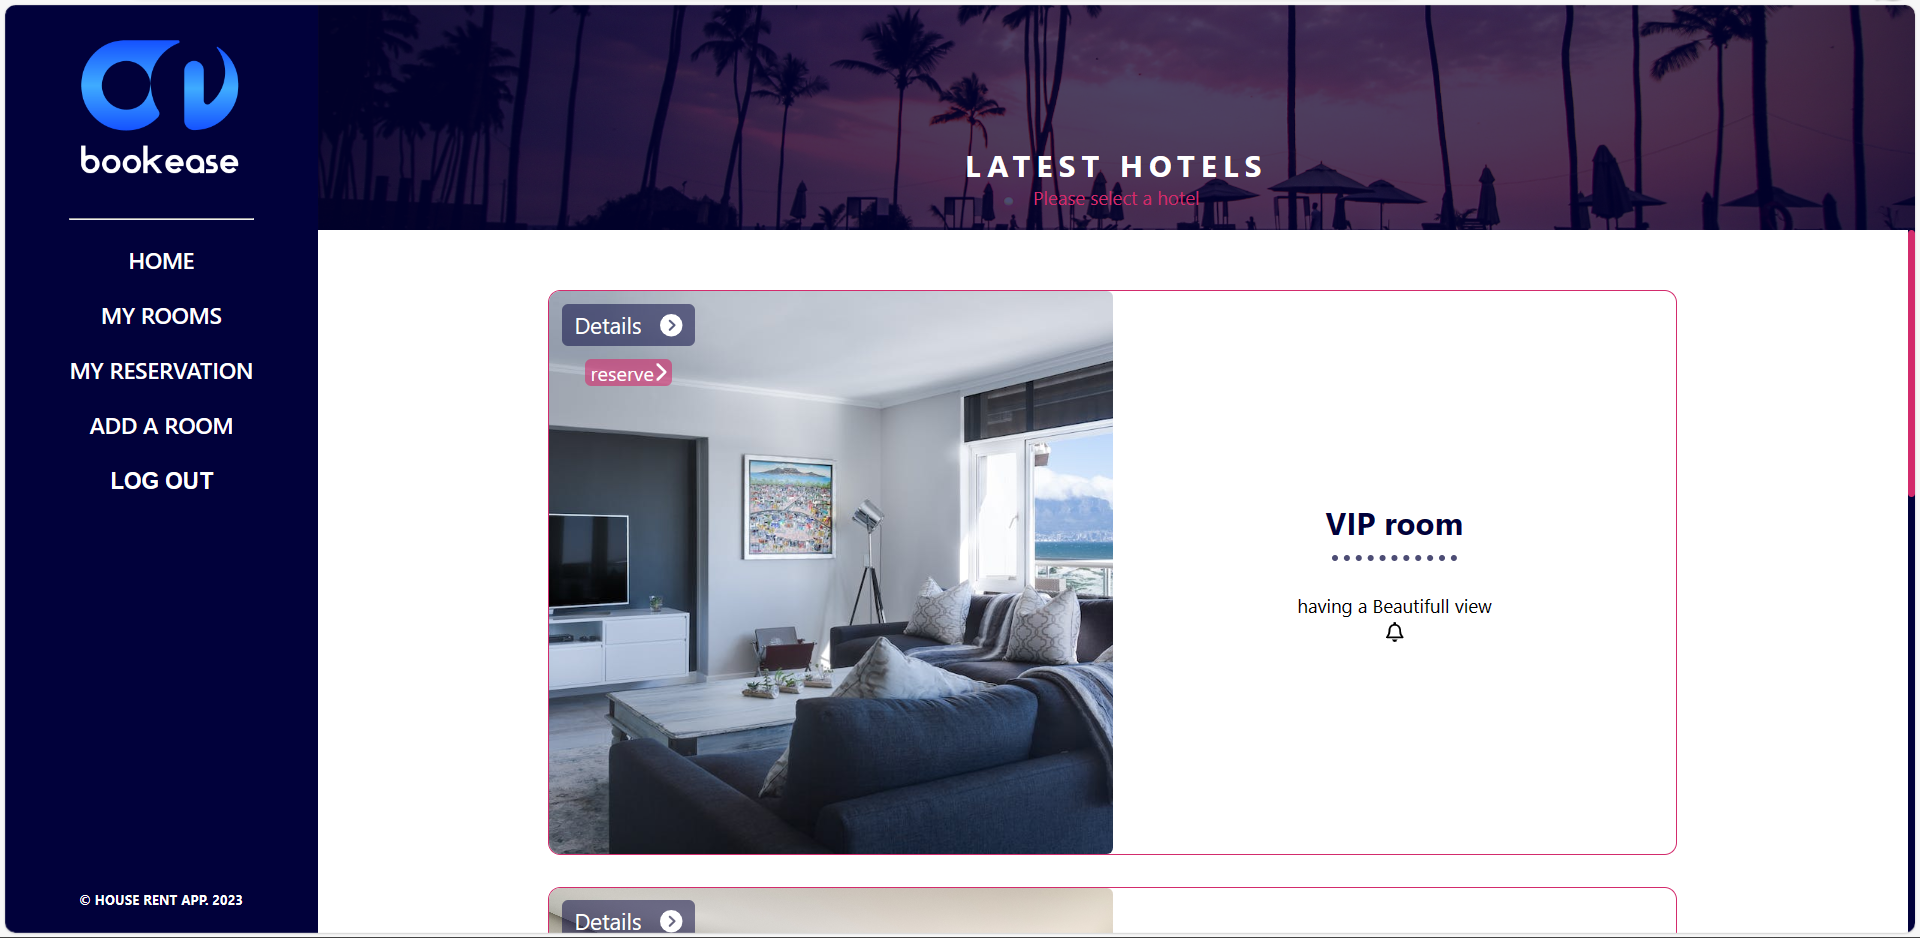 bookease
HOME
MY ROOMS
MY RESERVATION
ADD A ROOM
LOG OUT
© HOUSE RENT APP. 2023
LATEST HOTELS
Please select a hotel
Details
reserve
VIP room
having a Beautifull view
Details